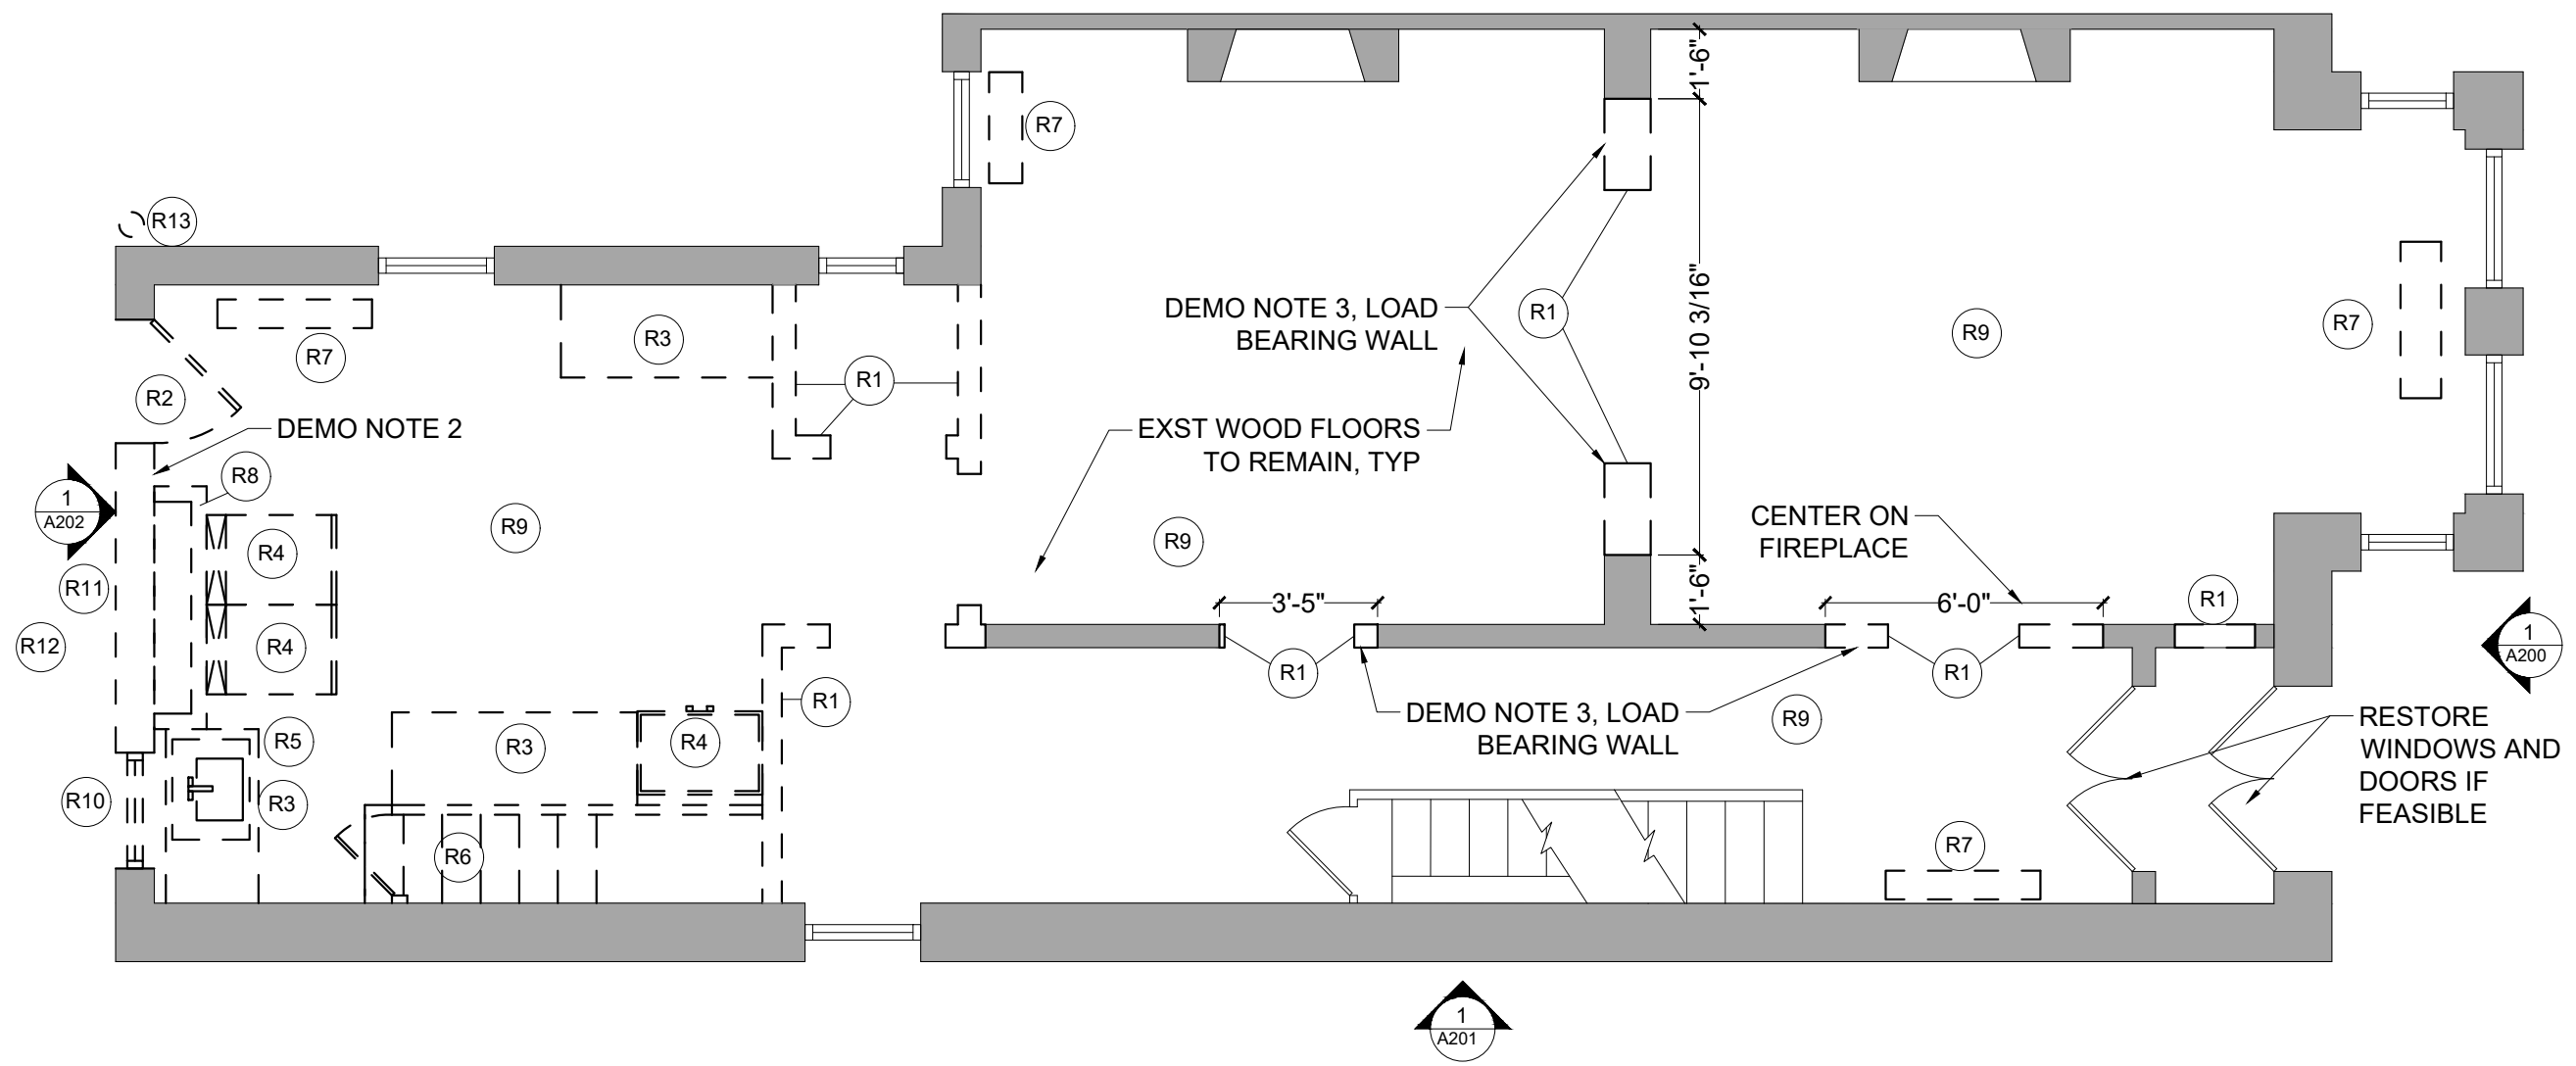 1'-6"
R7
R13
9'-10 3/16"
DEMO NOTE 3, LOAD
BEARING WALL
R1
R9
R7
R3
R7
R1
R2
DEMO NOTE 2
EXST WOOD FLOORS
TO REMAIN, TYP
R8
1
A202
R9
R9
CENTER ON
FIREPLACE
R4
R11
1'-6"
3'-5"
6'-0"
R1
R12
R4
1
A200
R1
R1
R1
R5
R3
R4
DEMO NOTE 3, LOAD
BEARING WALL
R9
RESTORE
WINDOWS AND
DOORS IF
FEASIBLE
R10
R3
R6
R7
1
A201